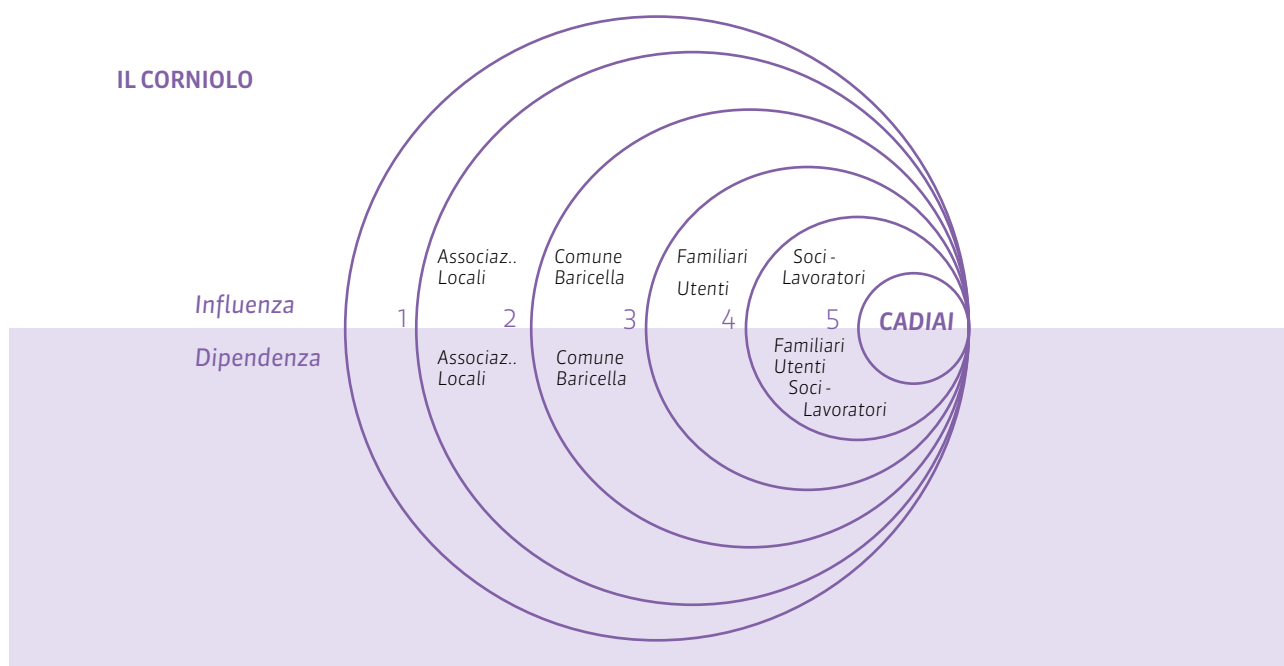 IL CORNIOLO
Associaz..
Locali
Comune
Baricella
Familiari
Utenti
Soci -
Lavoratori
Influenza
1
2
3
4
5
CADIAI
Dipendenza
Associaz..
Locali
Comune
Baricella
Familiari
Utenti
Soci -
Lavoratori